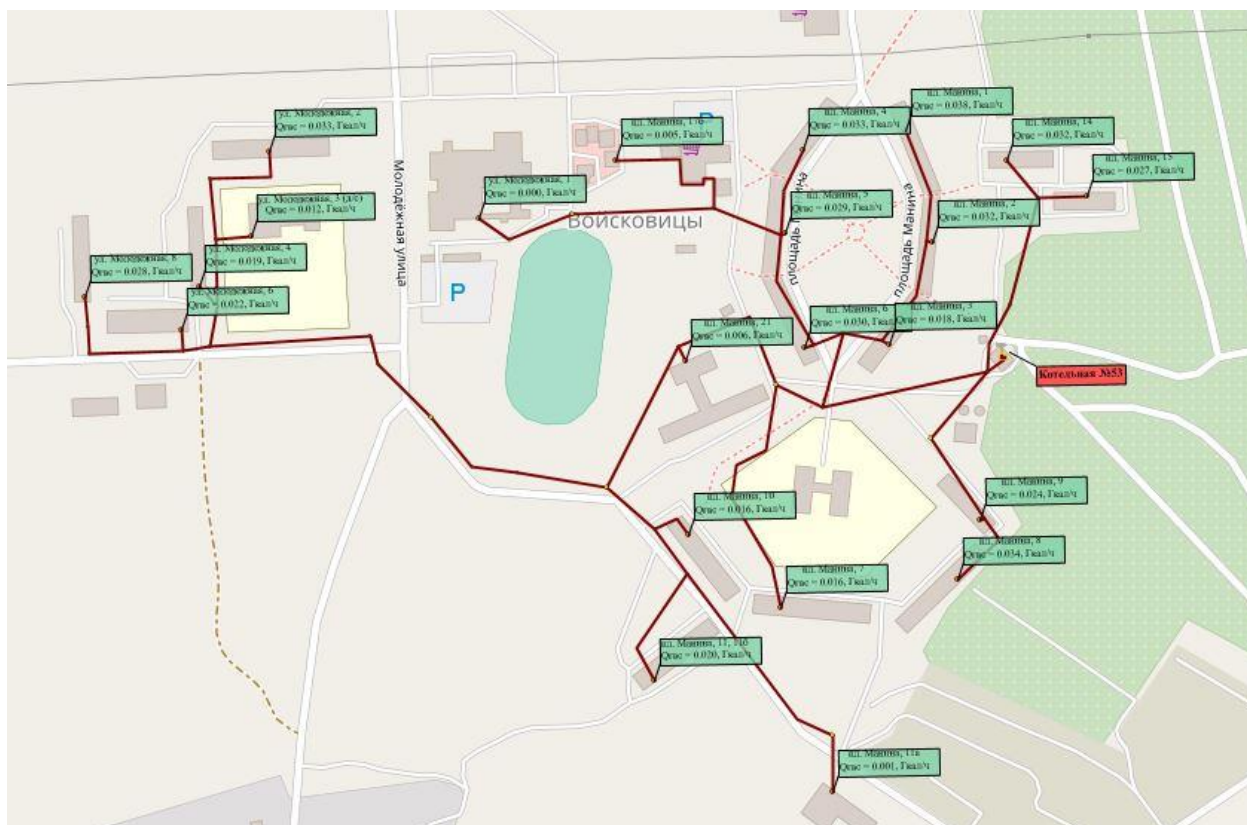 пл. Манина, 1
Qгвс = 0.038, Гкал/ч
ул. Молодежная, 2
Qгвс = 0.033, Гкал/ч
пл. Манина, 4
Qгвс = 0.033, Гкал/ч
пл. Манина, 11б
Qгвс = 0.005, Гкал/ч
пл. Манина, 14
Qгвс = 0.032, Гкал/ч
пл. Манина, 15
Qгвс = 0.027, Гкал/ч
Молодёжная улица
ул. Молодежная, 1
Qгвс = 0.000, Гкал/ч
ул. Молодежная, 3 (д/с)
Qгвс = 0.012, Гкал/ч
Войсковицы
пл. Манина, 5
Qгвс = 0.029, Гкал/ч
пл. Манина, 2
Qгвс = 0.032, Гкал/ч
площадь Манина
площадь Манина
ул. Молодежная, 4
Qгвс = 0.019, Гкал/ч
ул. Молодежная, 8
Qгвс = 0.028, Гкал/ч
ул. Молодежная, 6
Qгвс = 0.022, Гкал/ч
P
пл. Манина, 6
Qгвс = 0.030, Гкал/ч
пл. Манина, 3
Qгвс = 0.018, Гкал/ч
пл. Манина, 21
Qгвс = 0.006, Гкал/ч
Котельная №53
пл. Манина, 9
Qгвс = 0.024, Гкал/ч
пл. Манина, 10
Qгвс = 0.016, Гкал/ч
пл. Манина, 8
Qгвс = 0.034, Гкал/ч
пл. Манина, 7
Qгвс = 0.016, Гкал/ч
пл. Манина, 11, 11б
Qгвс = 0.020, Гкал/ч
пл. Манина, 11а
Qгвс = 0.001, Гкал/ч